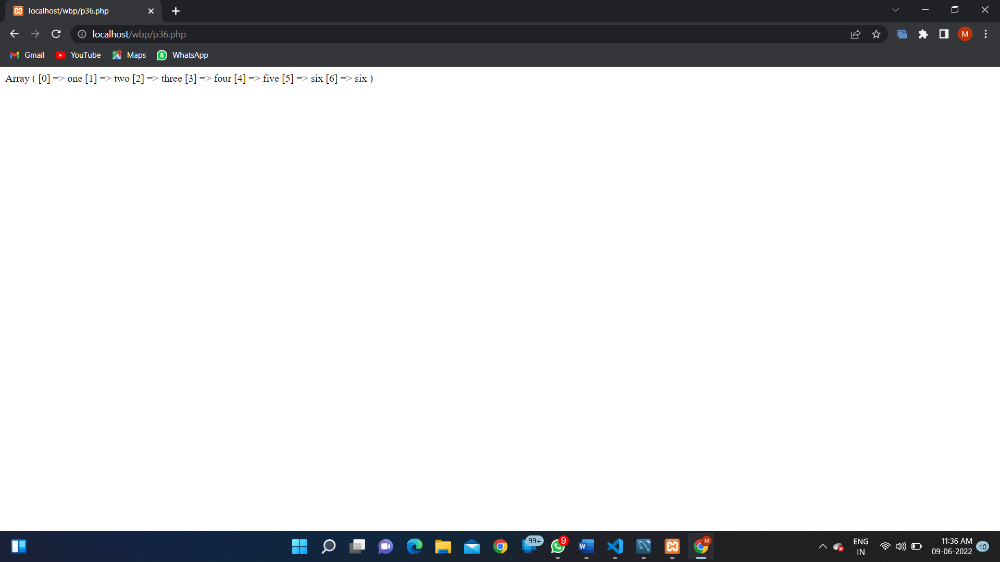 localhost/wbp/p36.php
localhost/wbp/p36.php
M
Gmail
YouTube
Maps
8
WhatsApp
Array ( [0] => one [1] => two [2] => three [3] => four [4] => five [5] => six [6] => six )
99+
9
W
M
ENG
IN
11:36 AM
09-06-2022
10